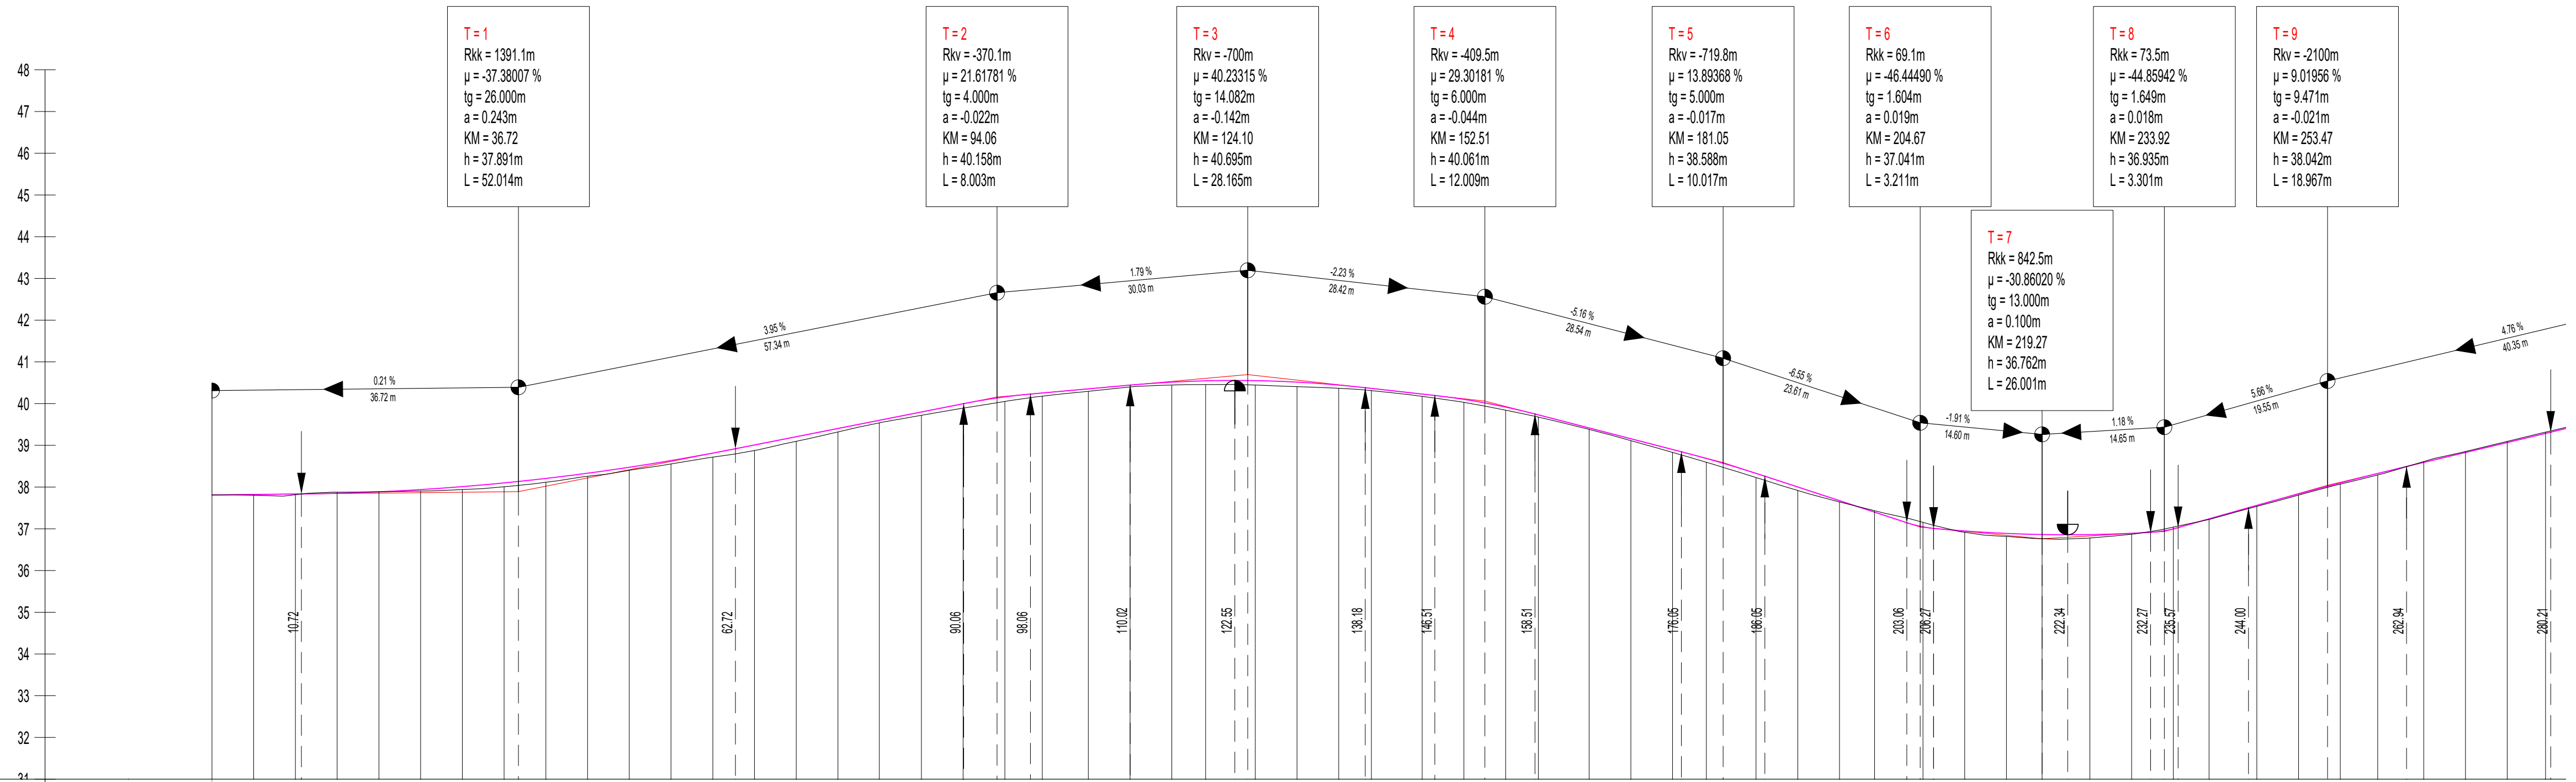 T = 1
Rkk = 1391.1m
µ = -37.38007 %
tg = 26.000m
a = 0.243m
KM = 36.72
h = 37.891m
L = 52.014m
T = 2
Rkv = -370.1m
µ = 21.61781 %
tg = 4.000m
a = -0.022m
KM = 94.06
h = 40.158m
L = 8.003m
T = 3
Rkv = -700m
µ = 40.23315 %
tg = 14.082m
a = -0.142m
KM = 124.10
h = 40.695m
L = 28.165m
T = 4
Rkv = -409.5m
µ = 29.30181 %
tg = 6.000m
a = -0.044m
KM = 152.51
h = 40.061m
L = 12.009m
T = 5
Rkv = -719.8m
µ = 13.89368 %
tg = 5.000m
a = -0.017m
KM = 181.05
h = 38.588m
L = 10.017m
T = 6
Rkk = 69.1m
µ = -46.44490 %
tg = 1.604m
a = 0.019m
KM = 204.67
h = 37.041m
L = 3.211m
T = 8
Rkk = 73.5m
µ = -44.85942 %
tg = 1.649m
a = 0.018m
KM = 233.92
h = 36.935m
L = 3.301m
T = 9
Rkv = -2100m
µ = 9.01956 %
tg = 9.471m
a = -0.021m
KM = 253.47
h = 38.042m
L = 18.967m
T = 7
Rkk = 842.5m
µ = -30.86020 %
tg = 13.000m
a = 0.100m
KM = 219.27
h = 36.762m
L = 26.001m
48
47
46
45
44
43
42
41
40
39
38
37
36
35
34
33
32
31
0.21 %
36.72 m
3.95 %
57.34 m
1.79 %
30.03 m
-2.23 %
28.42 m
-5.16 %
28.54 m
-6.55 %
23.61 m
-1.91 %
14.60 m
1.18 %
14.65 m
5.66 %
19.55 m
4.76 %
40.35 m
10.72
62.72
90.06
98.06
110.02
122.55
138.18
146.51
158.51
176.05
186.05
203.06
206.27
222.34
232.27
235.57
244.00
262.94
280.21